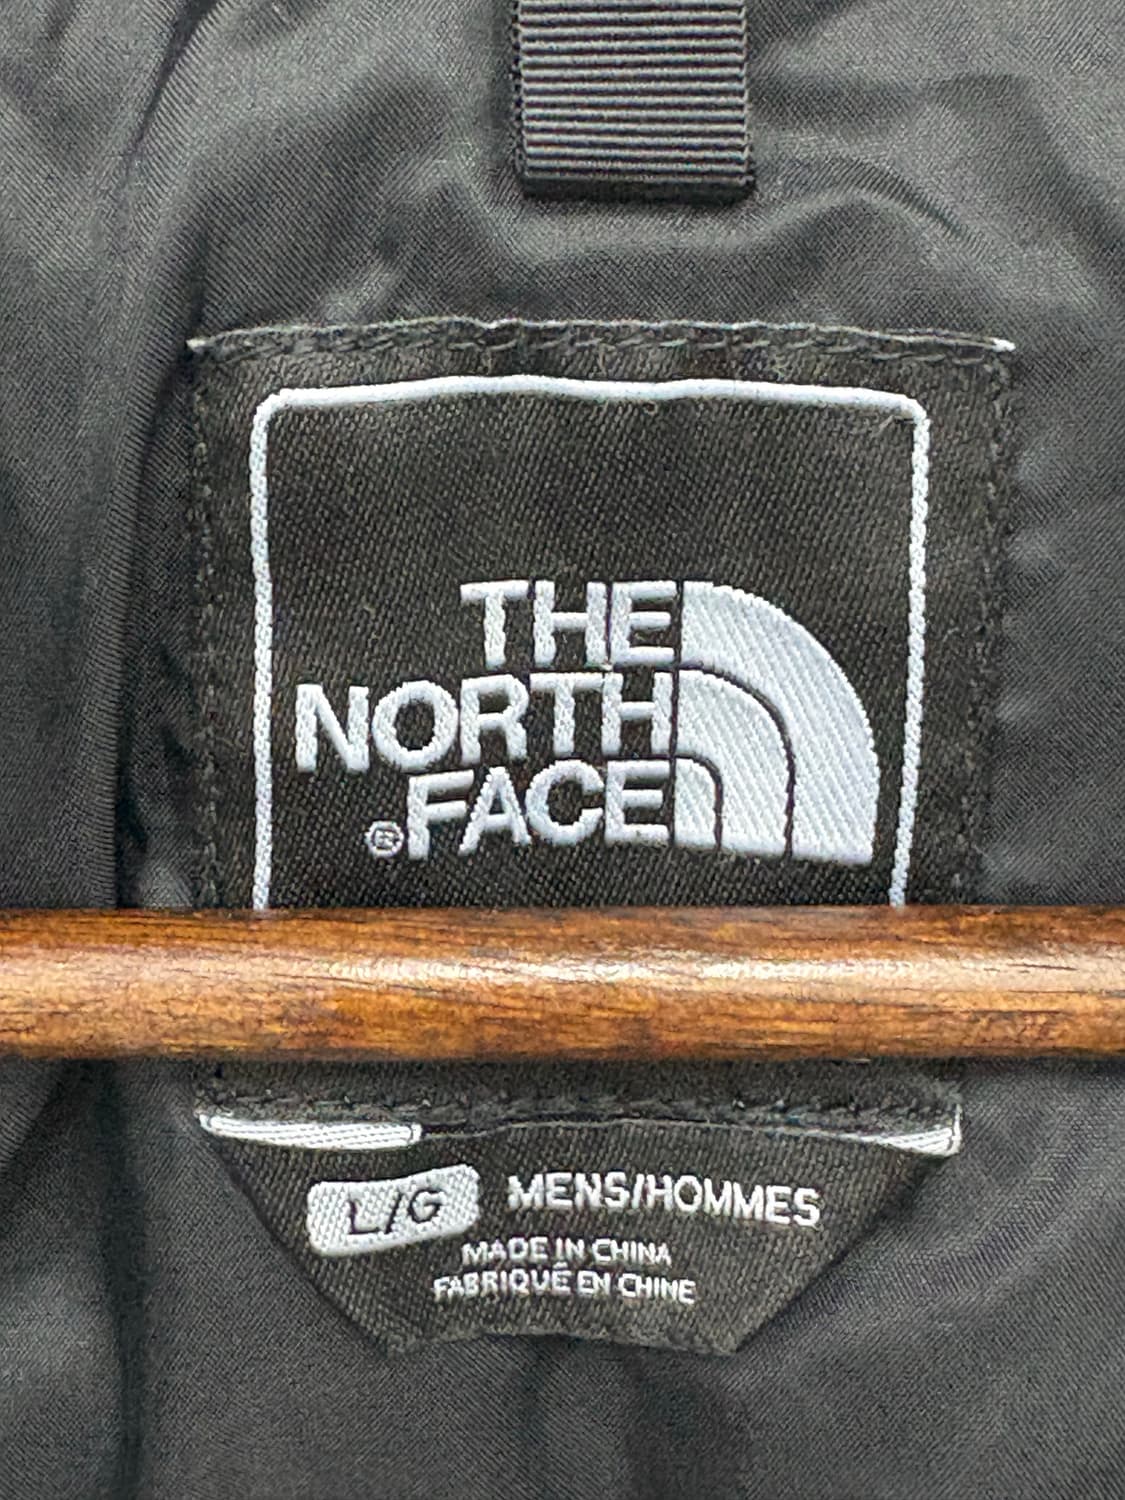 THE
NORTH
FACE
®
L/G MENS/HOMMES
MADE IN CHINA
FABRIQUÉ EN CHINE